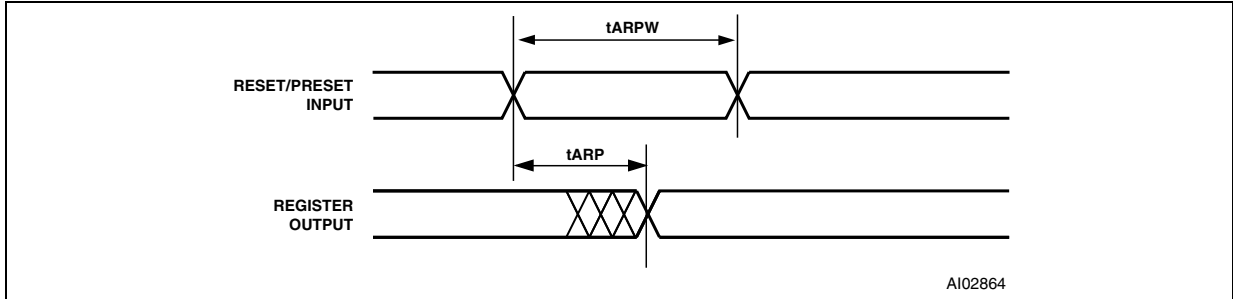 tARPW
RESET/PRESET
INPUT
tARP
REGISTER
OUTPUT
AI02864